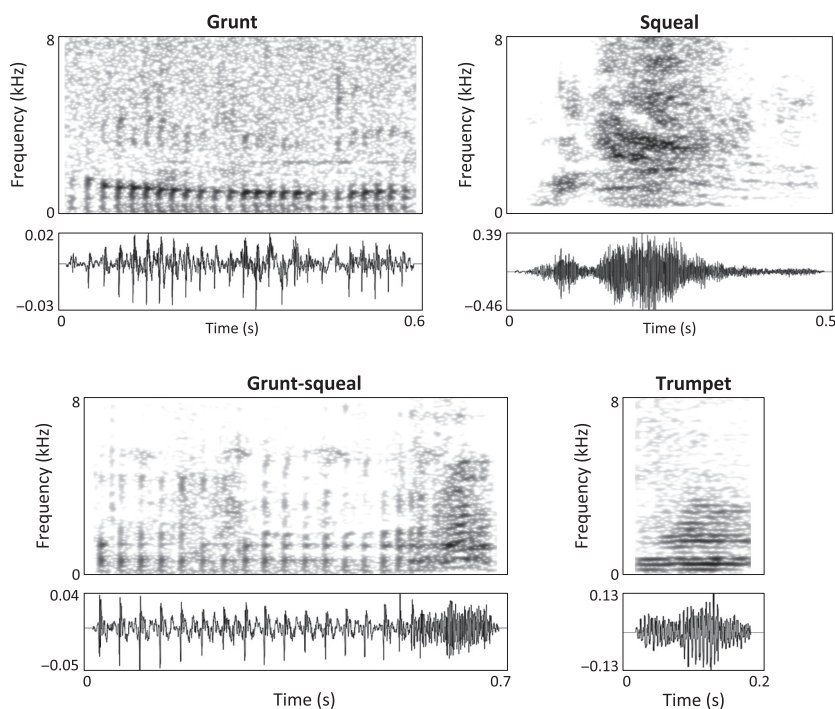 Grunt
8
Frequency (kHz)
0
0.02
−0.03
0
0.6
Time (s)
Squeal
8
Frequency (kHz)
0
0.39
−0.46
0
0.5
Time (s)
Grunt-squeal
8
Frequency (kHz)
0
0.04
−0.05
0
0.7
Time (s)
Trumpet
8
Frequency (kHz)
0
0.13
−0.13
0
0.2
Time (s)